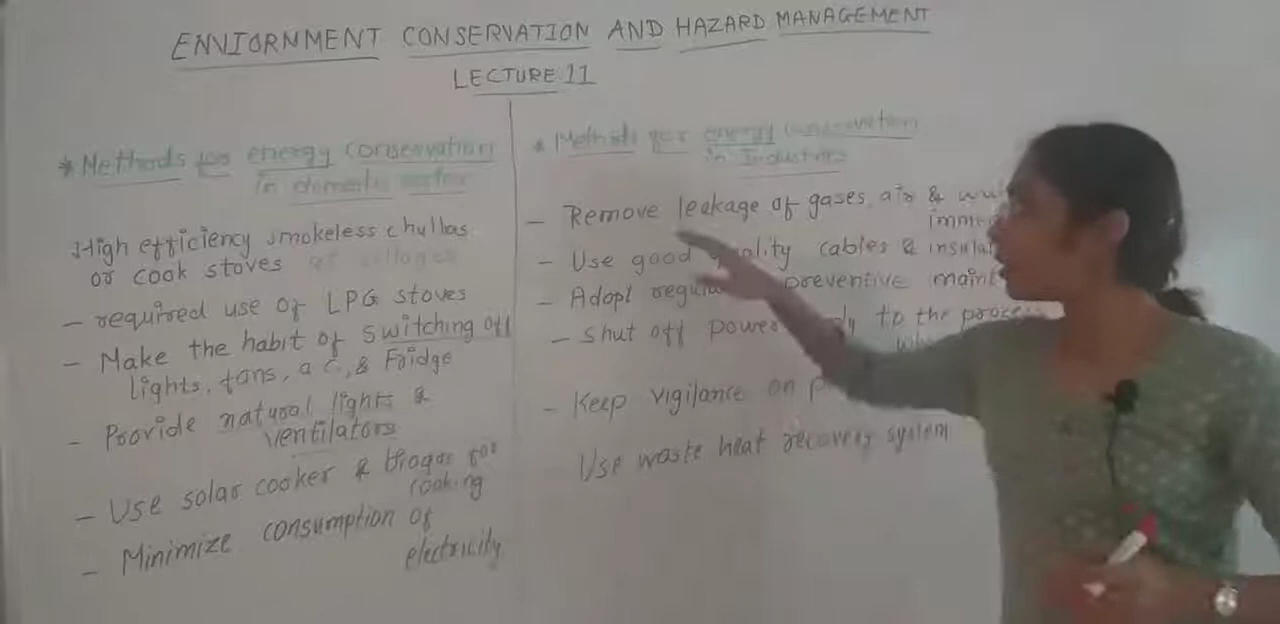 ENVIORNMENT CONSERVATION AND HAZARD MANAGEMENT
LECTURE 11
* Methods for energy conservation
in domestic sector
High efficiency smokeless chullas
or cook stoves
- required use of LPG stoves
- Make the habit of switching off
lights, fans, a C, & Fridge
- Provide natural lights &
ventilators
- Use solar cooker & biogas for
cooking
- Minimize consumption of
electricity
* Methods for energy conservation
in Industries
- Remove leakage of gases, air &
- Use good quality cables &
- Adopt preventive
- Shut off power to the process
- Keep vigilance on
Use waste heat recovery system